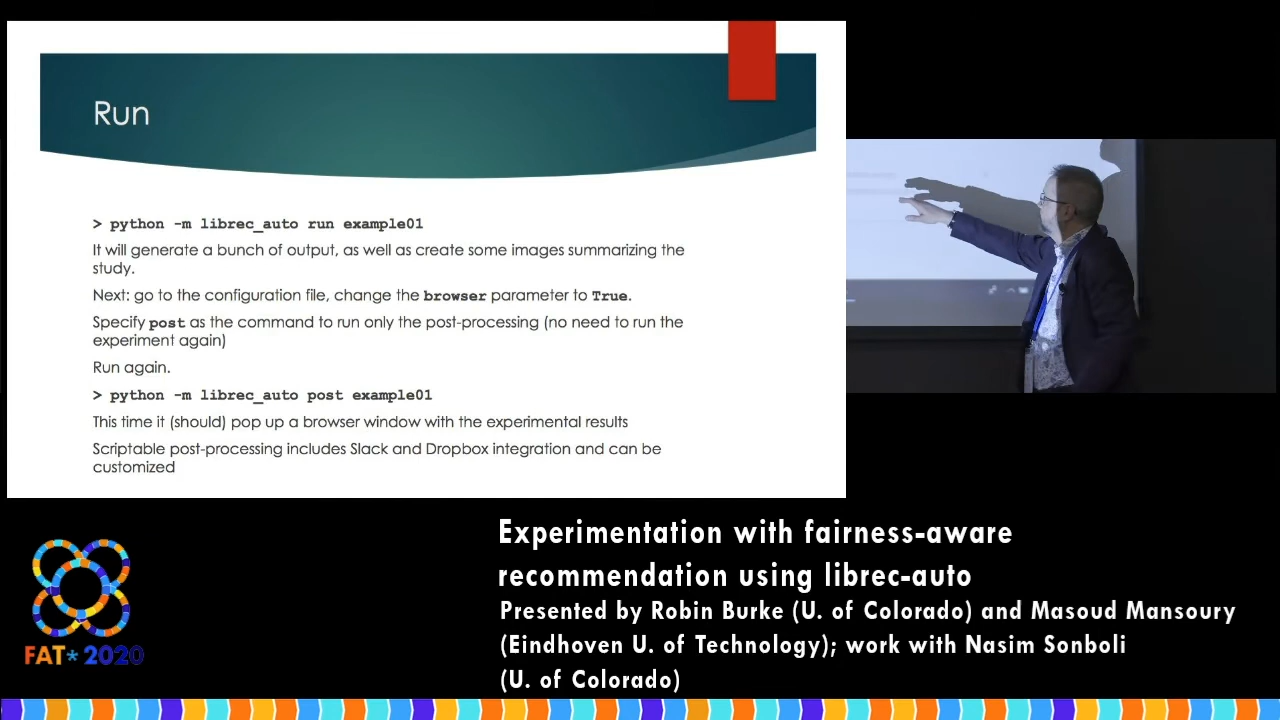 Run
> python -m librec_auto run example01
It will generate a bunch of output, as well as create some images summarizing the
study.
Next: go to the configuration file, change the browser parameter to True.
Specify post as the command to run only the post-processing (no need to run the
experiment again)
Run again.
> python -m librec_auto post example01
This time it (should) pop up a browser window with the experimental results
Scriptable post-processing includes Slack and Dropbox integration and can be
customized
Experimentation with fairness-aware
recommendation using librec-auto
Presented by Robin Burke (U. of Colorado) and Masoud Mansoury
(Eindhoven U. of Technology); work with Nasim Sonboli
(U. of Colorado)
FAT* 2020